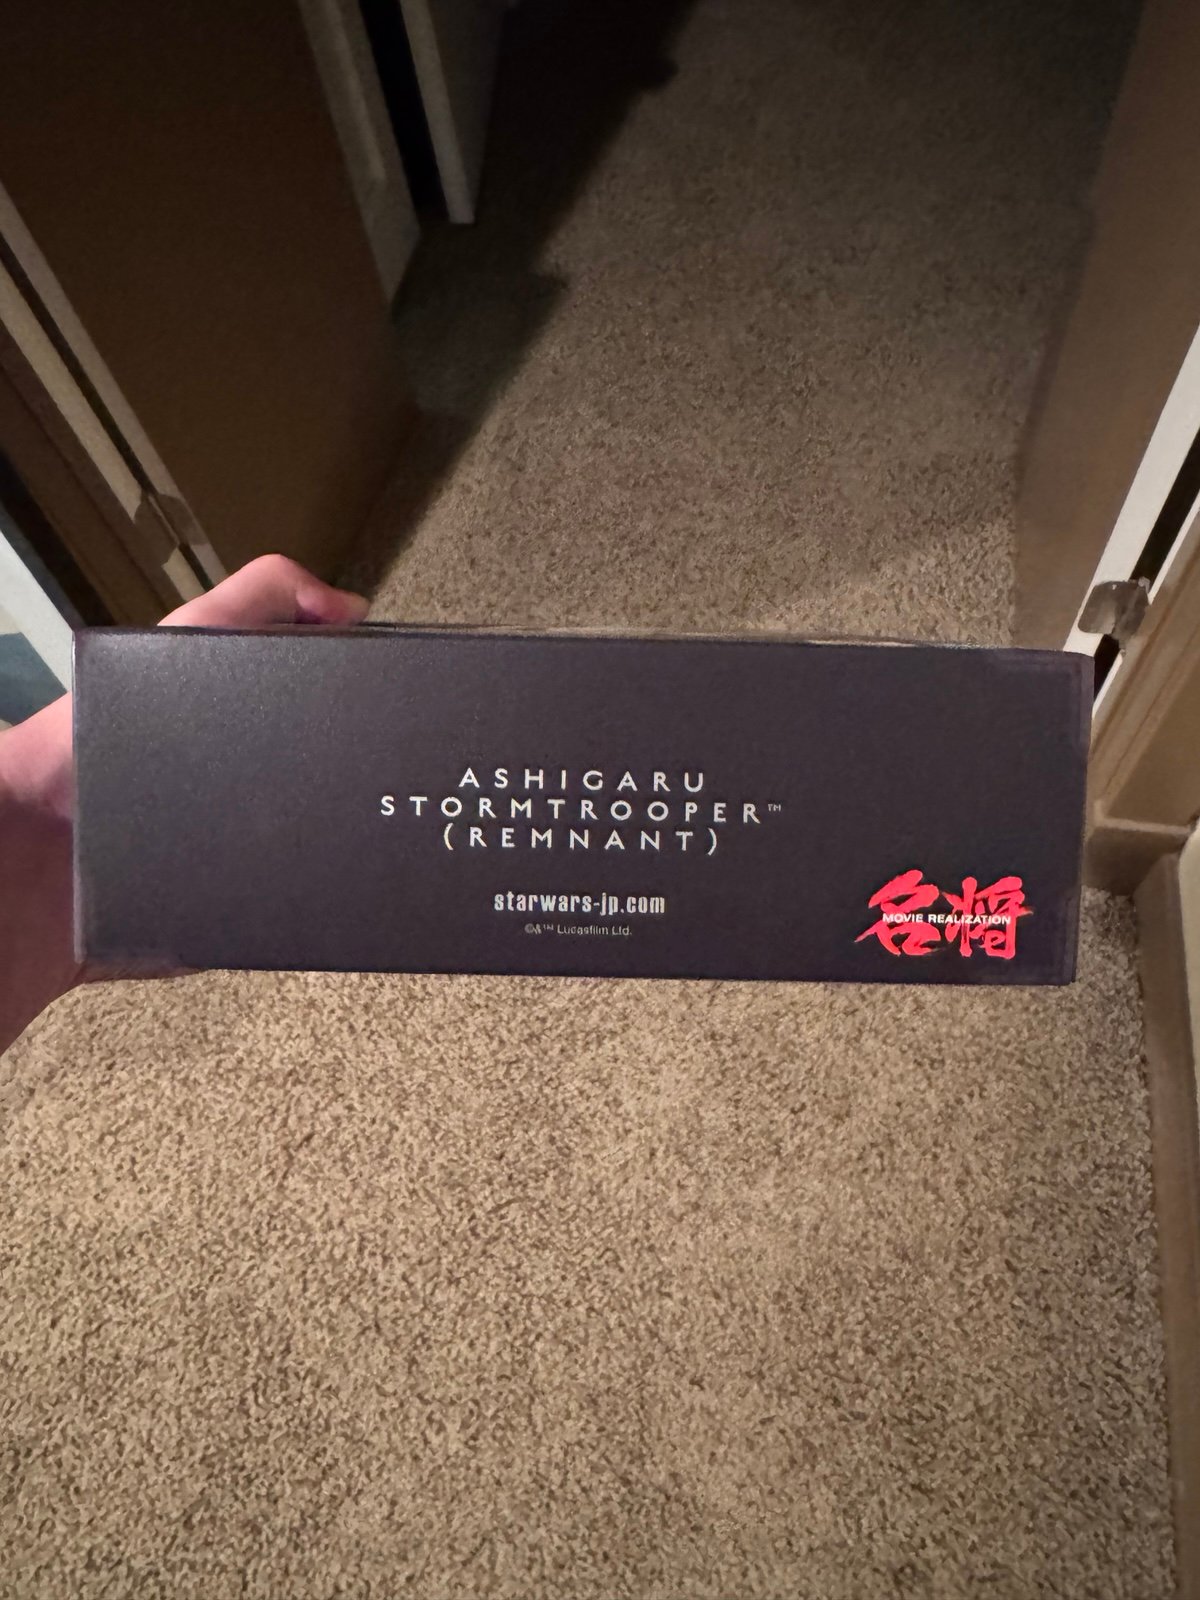 ASHIGARU
STORMTROOPER™
(REMNANT)
starwars-jp.com
©&™ Lucasfilm Ltd.
名将
MOVIE REALIZATION